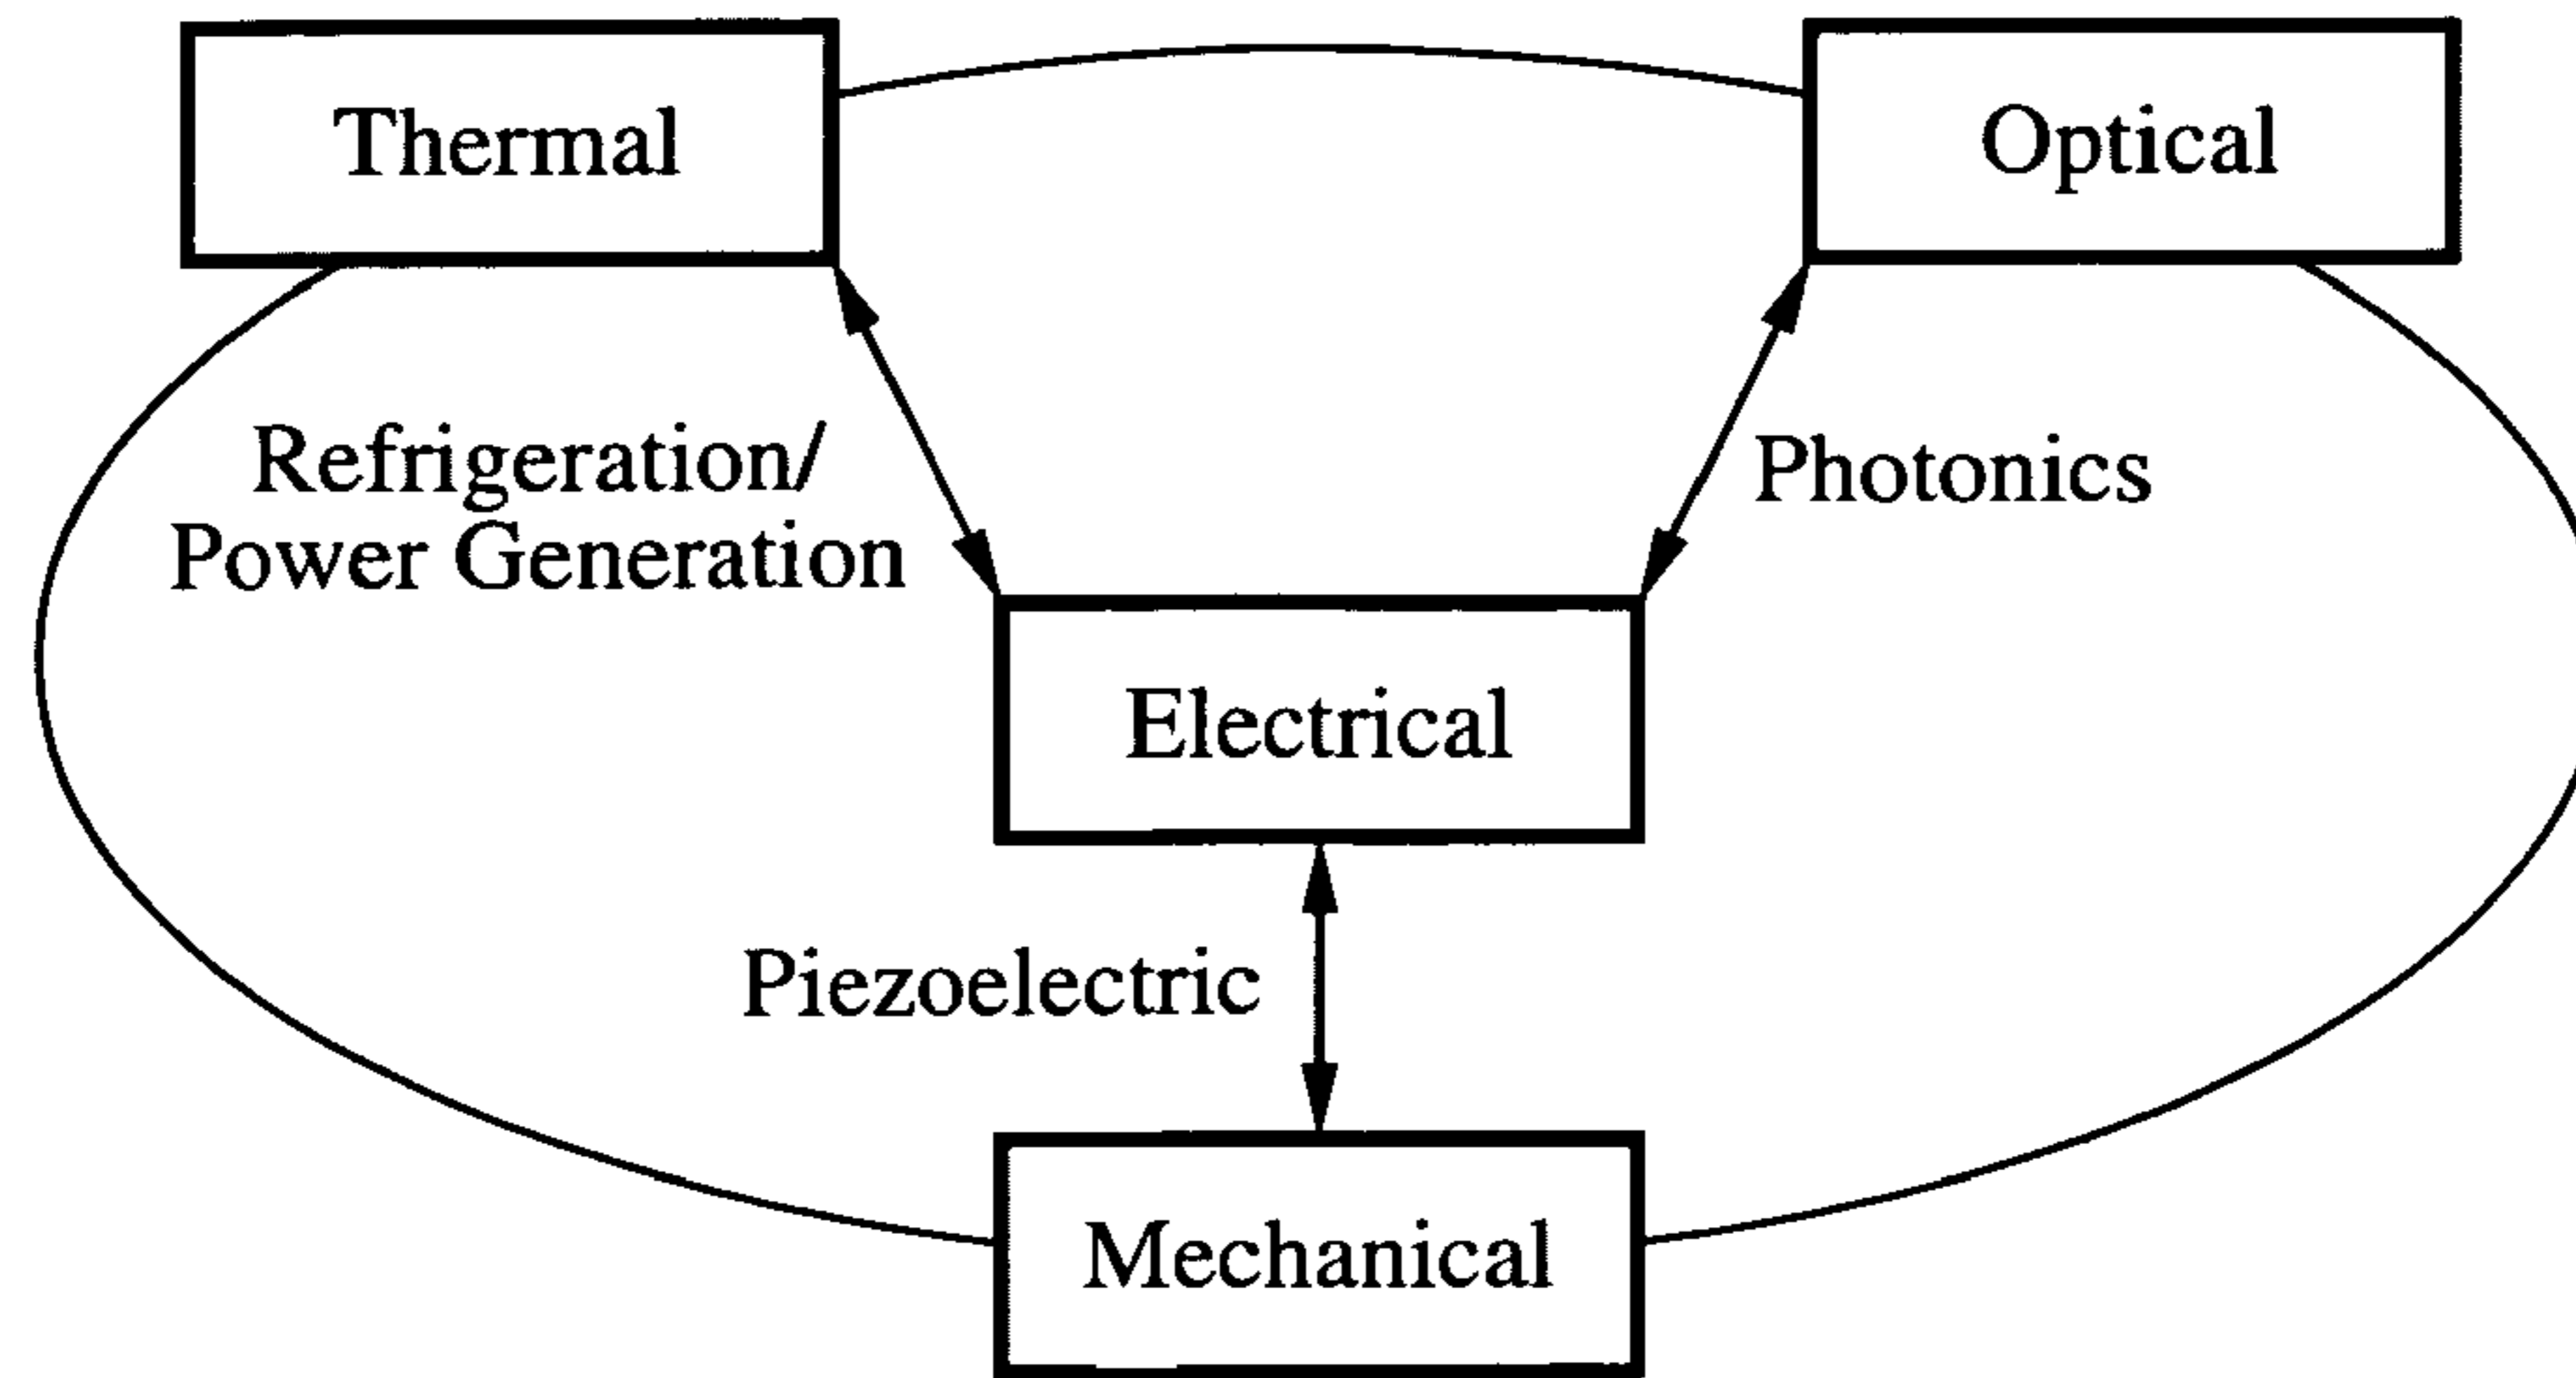 Thermal
Optical
Refrigeration/
Power Generation
Photonics
Electrical
Piezoelectric
Mechanical